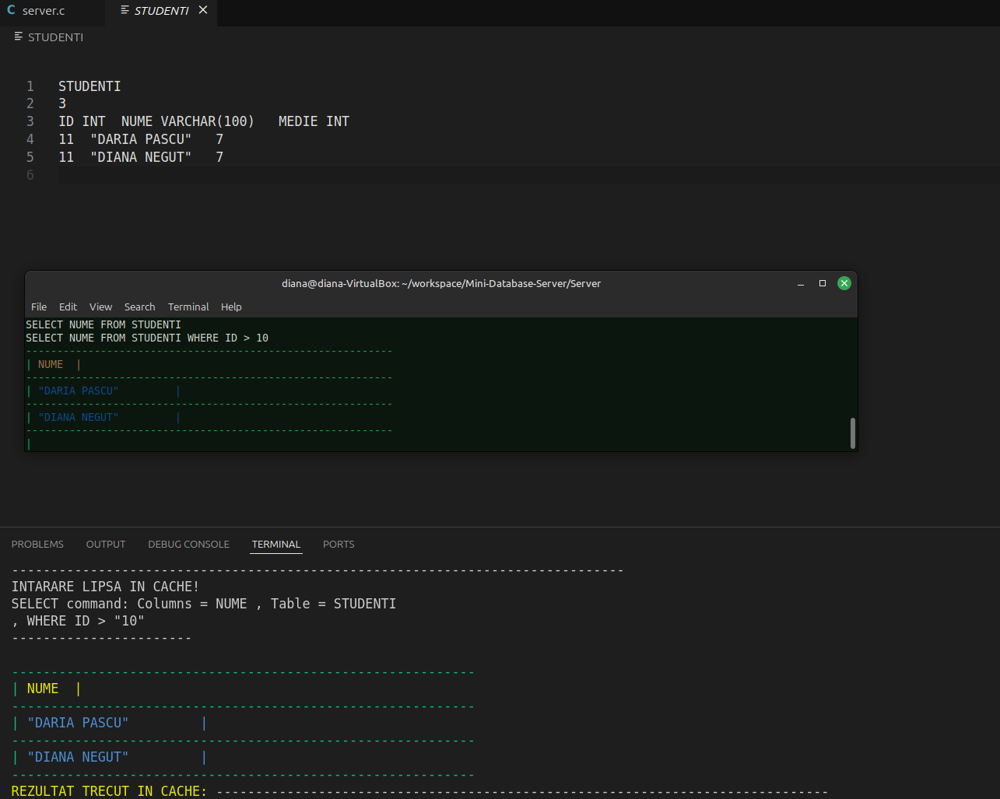 C server.c STUDENTI
STUDENTI
1 STUDENTI
2 3
3 ID INT NUME VARCHAR(100) MEDIE INT
4 11 "DARIA PASCU" 7
5 11 "DIANA NEGUT" 7
6
diana@diana-VirtualBox: ~/workspace/Mini-Database-Server/Server
File Edit View Search Terminal Help
SELECT NUME FROM STUDENTI
SELECT NUME FROM STUDENTI WHERE ID > 10
-----------------------------------------------------------
| NUME |
-----------------------------------------------------------
| "DARIA PASCU" |
-----------------------------------------------------------
| "DIANA NEGUT" |
-----------------------------------------------------------
|
PROBLEMS OUTPUT DEBUG CONSOLE TERMINAL PORTS
------------------------------------------------------------------------------
INTARARE LIPSA IN CACHE!
SELECT command: Columns = NUME , Table = STUDENTI
, WHERE ID > "10"
-----------------------
-----------------------------------------------------------
| NUME |
-----------------------------------------------------------
| "DARIA PASCU" |
-----------------------------------------------------------
| "DIANA NEGUT" |
-----------------------------------------------------------
REZULTAT TRECUT IN CACHE: ------------------------------------------------------------------------------